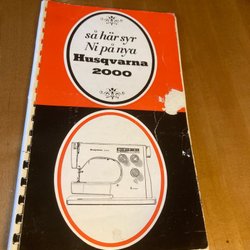 så här syr
Ni på nya
Husqvarna
2000